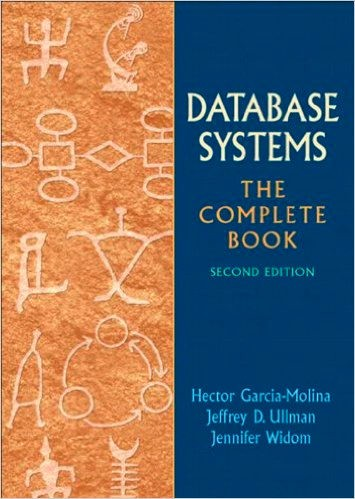 DATABASE
SYSTEMS
THE
COMPLETE
BOOK
SECOND EDITION
Hector Garcia-Molina
Jeffrey D. Ullman
Jennifer Widom